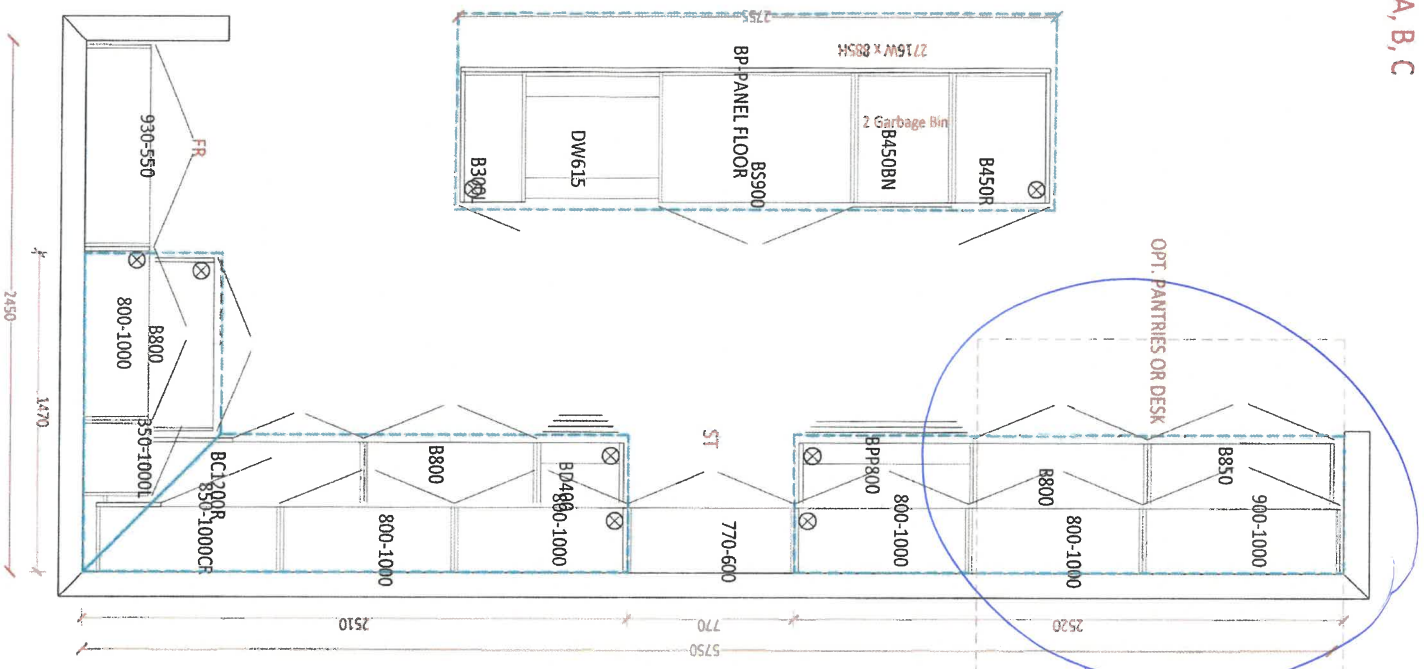 A, B, C
2755
2716W x 885H
BP-PANEL FLOOR
2 Garbage Bin
DW615
BS900
B450BN
B450R
930-550
FR
800-1000
B800
350-1000L
2450
1470
OPT. PANTRIES OR DESK
ST
BC1200R
850-1000CR
B800
800-1000
BD400
800-1000
770-600
BPP800
800-1000
B800
800-1000
B850
900-1000
2510
770
2520
5750